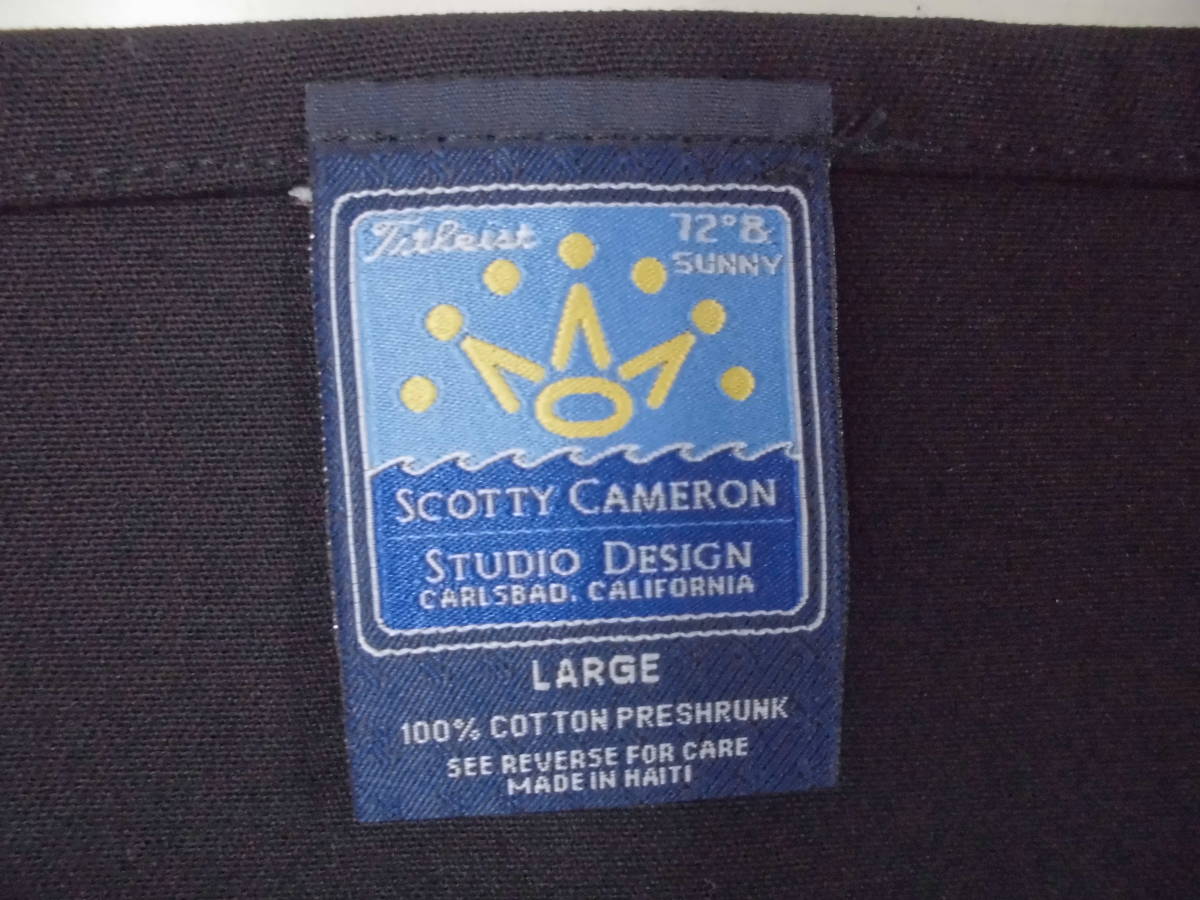 Titleist
72°&
SUNNY
SCOTTY CAMERON
STUDIO DESIGN
CARLSBAD, CALIFORNIA
LARGE
100% COTTON PRESHRUNK
SEE REVERSE FOR CARE
MADE IN HAITI